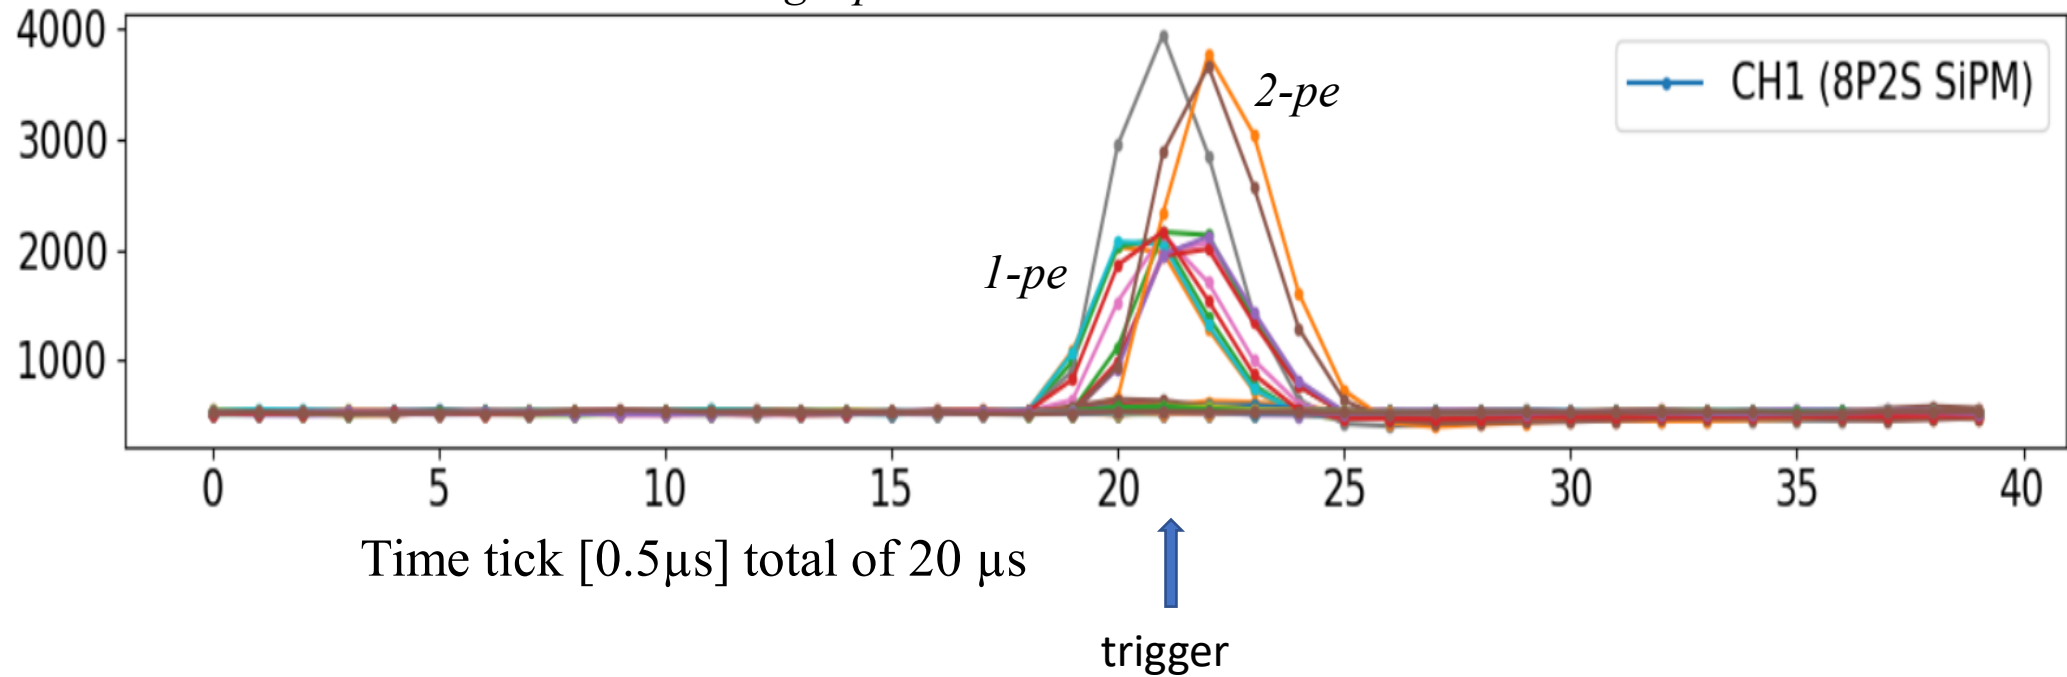 4000
3000
2000
1000
CH1 (8P2S SiPM)
2-pe
1-pe
0 5 10 15 20 25 30 35 40
Time tick [0.5µs] total of 20 µs
trigger